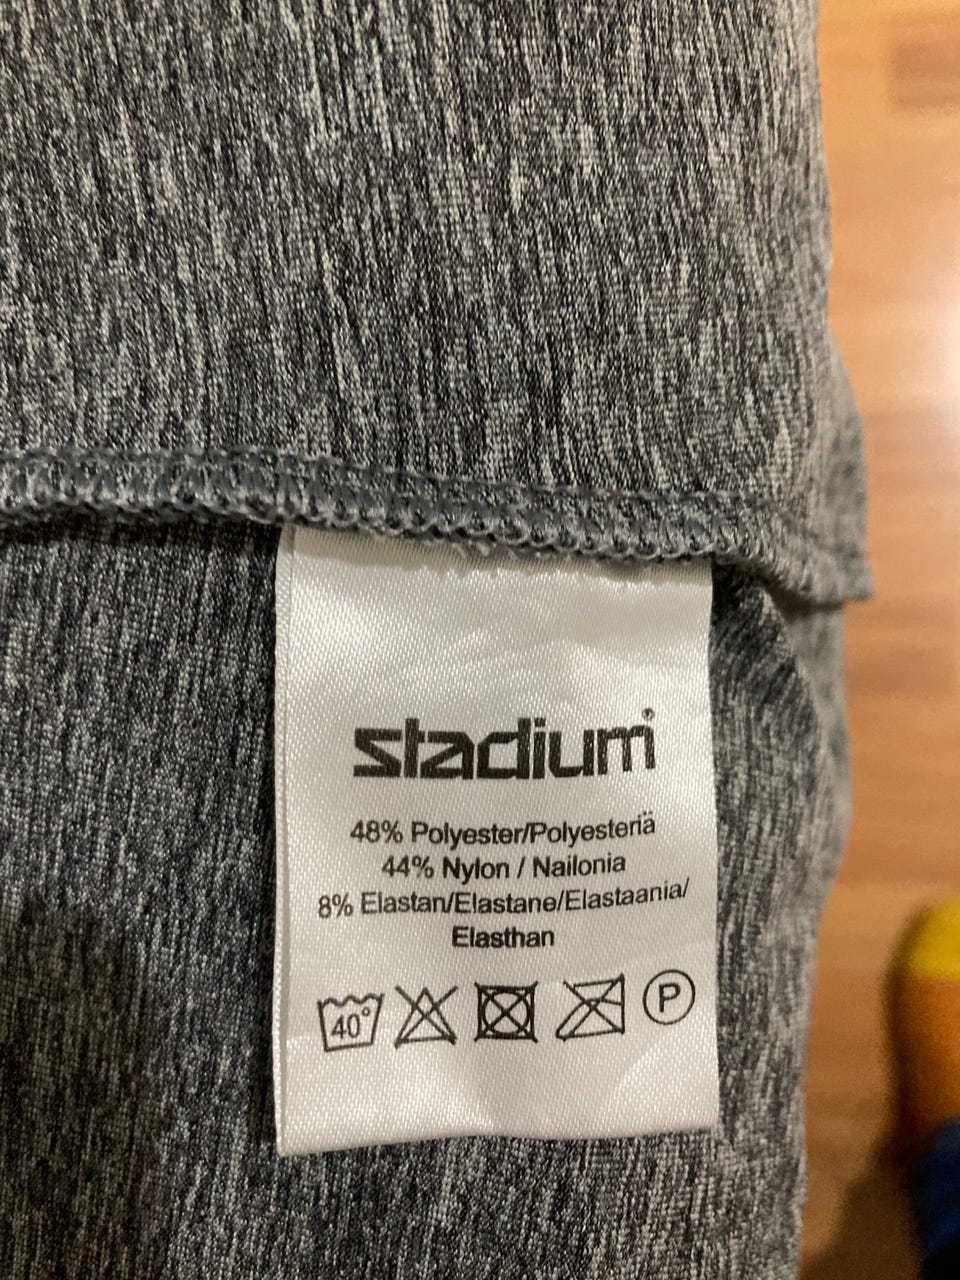 stadium
48% Polyester/Polyesteriä
44% Nylon / Nailonia
8% Elastan/Elastane/Elastaania/
Elasthan
40° P